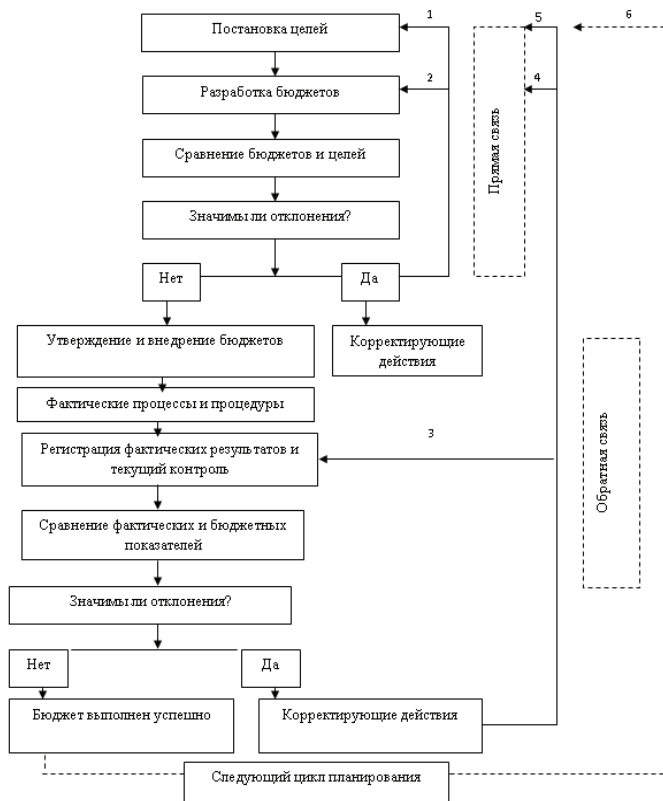 1
5
6
Постановка целей
2
4
Разработка бюджетов
Прямая связь
Сравнение бюджетов и целей
Значимы ли отклонения?
Нет
Да
Утверждение и внедрение бюджетов
Корректирующие
действия
Фактические процессы и процедуры
Обратная связь
Регистрация фактических результатов и
текущий контроль
3
Сравнение фактических и бюджетных
показателей
Значимы ли отклонения?
Нет
Да
Бюджет выполнен успешно
Корректирующие действия
Следующий цикл планирования